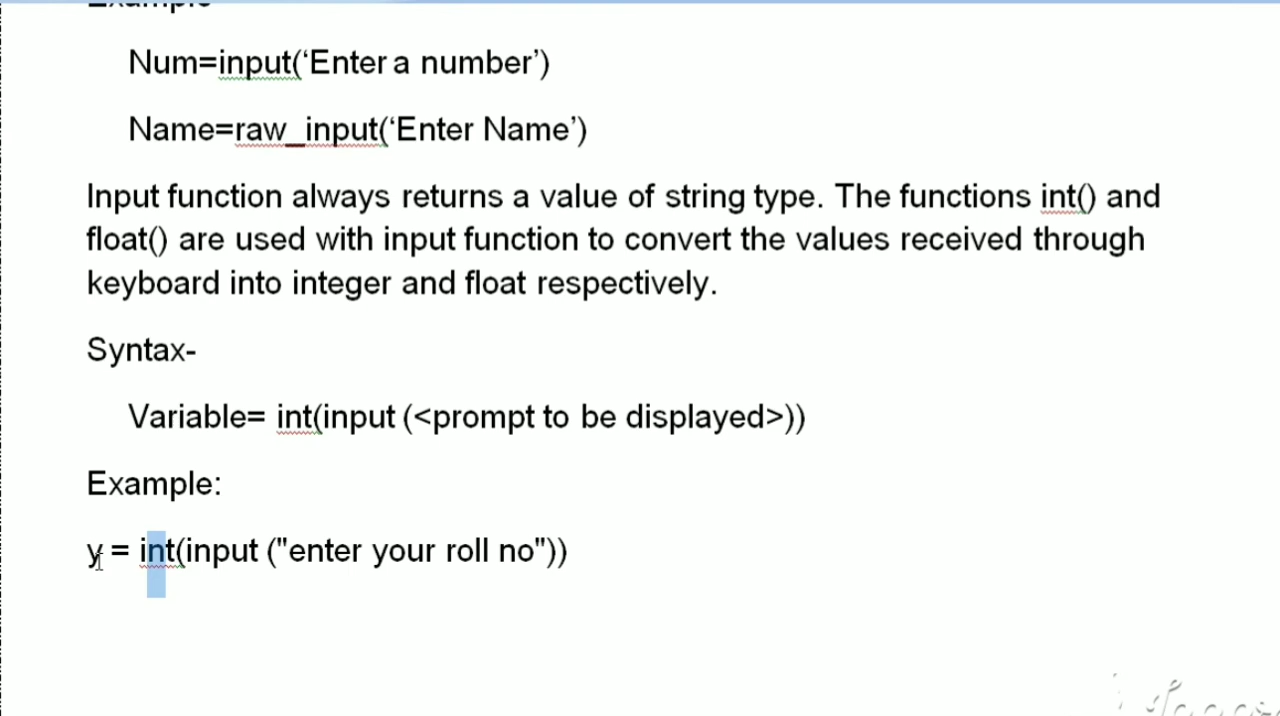 Example
Num=input(‘Enter a number’)
Name=raw_input(‘Enter Name’)
Input function always returns a value of string type. The functions int() and
float() are used with input function to convert the values received through
keyboard into integer and float respectively.
Syntax-
Variable= int(input (<prompt to be displayed>))
Example:
y = int(input ("enter your roll no"))